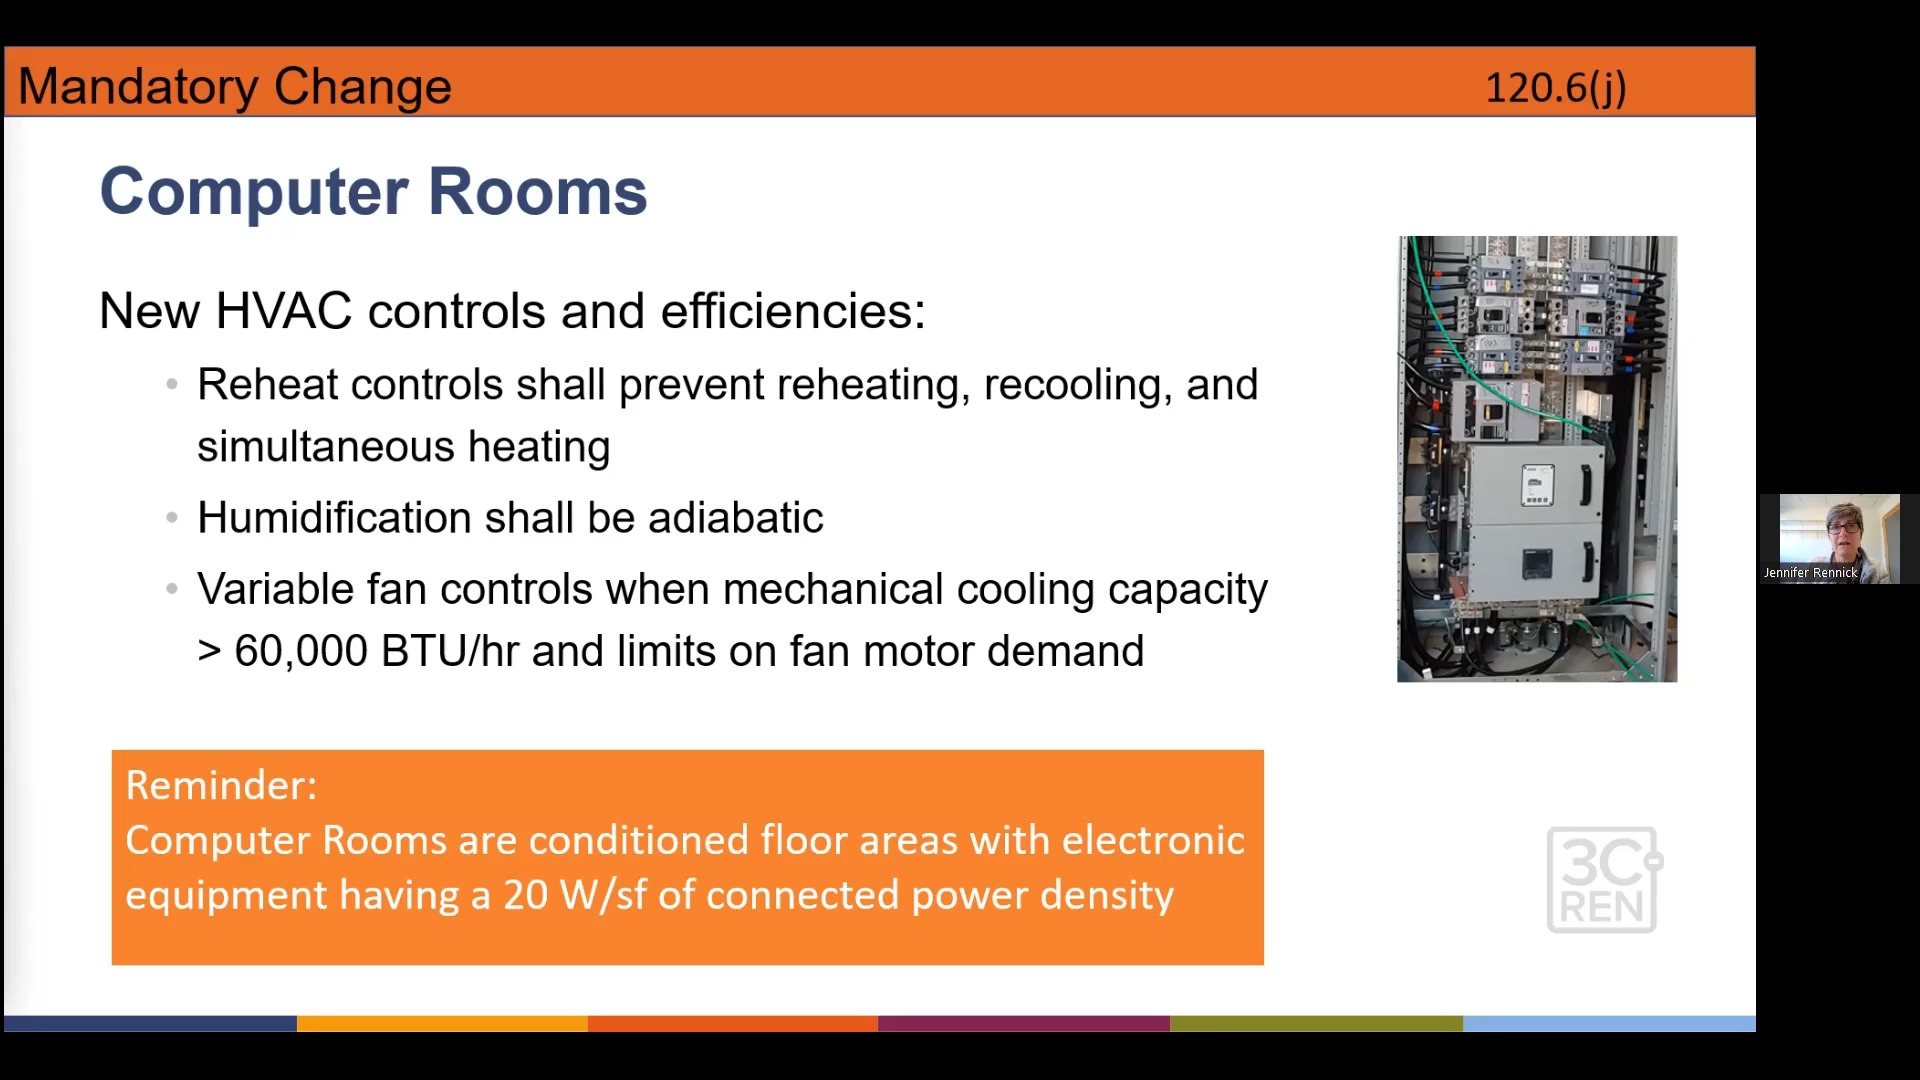 Mandatory Change
120.6(j)
Computer Rooms
New HVAC controls and efficiencies:
• Reheat controls shall prevent reheating, recooling, and
simultaneous heating
• Humidification shall be adiabatic
• Variable fan controls when mechanical cooling capacity
> 60,000 BTU/hr and limits on fan motor demand
Reminder:
Computer Rooms are conditioned floor areas with electronic
equipment having a 20 W/sf of connected power density
3C-
REN
Jennifer Rennick